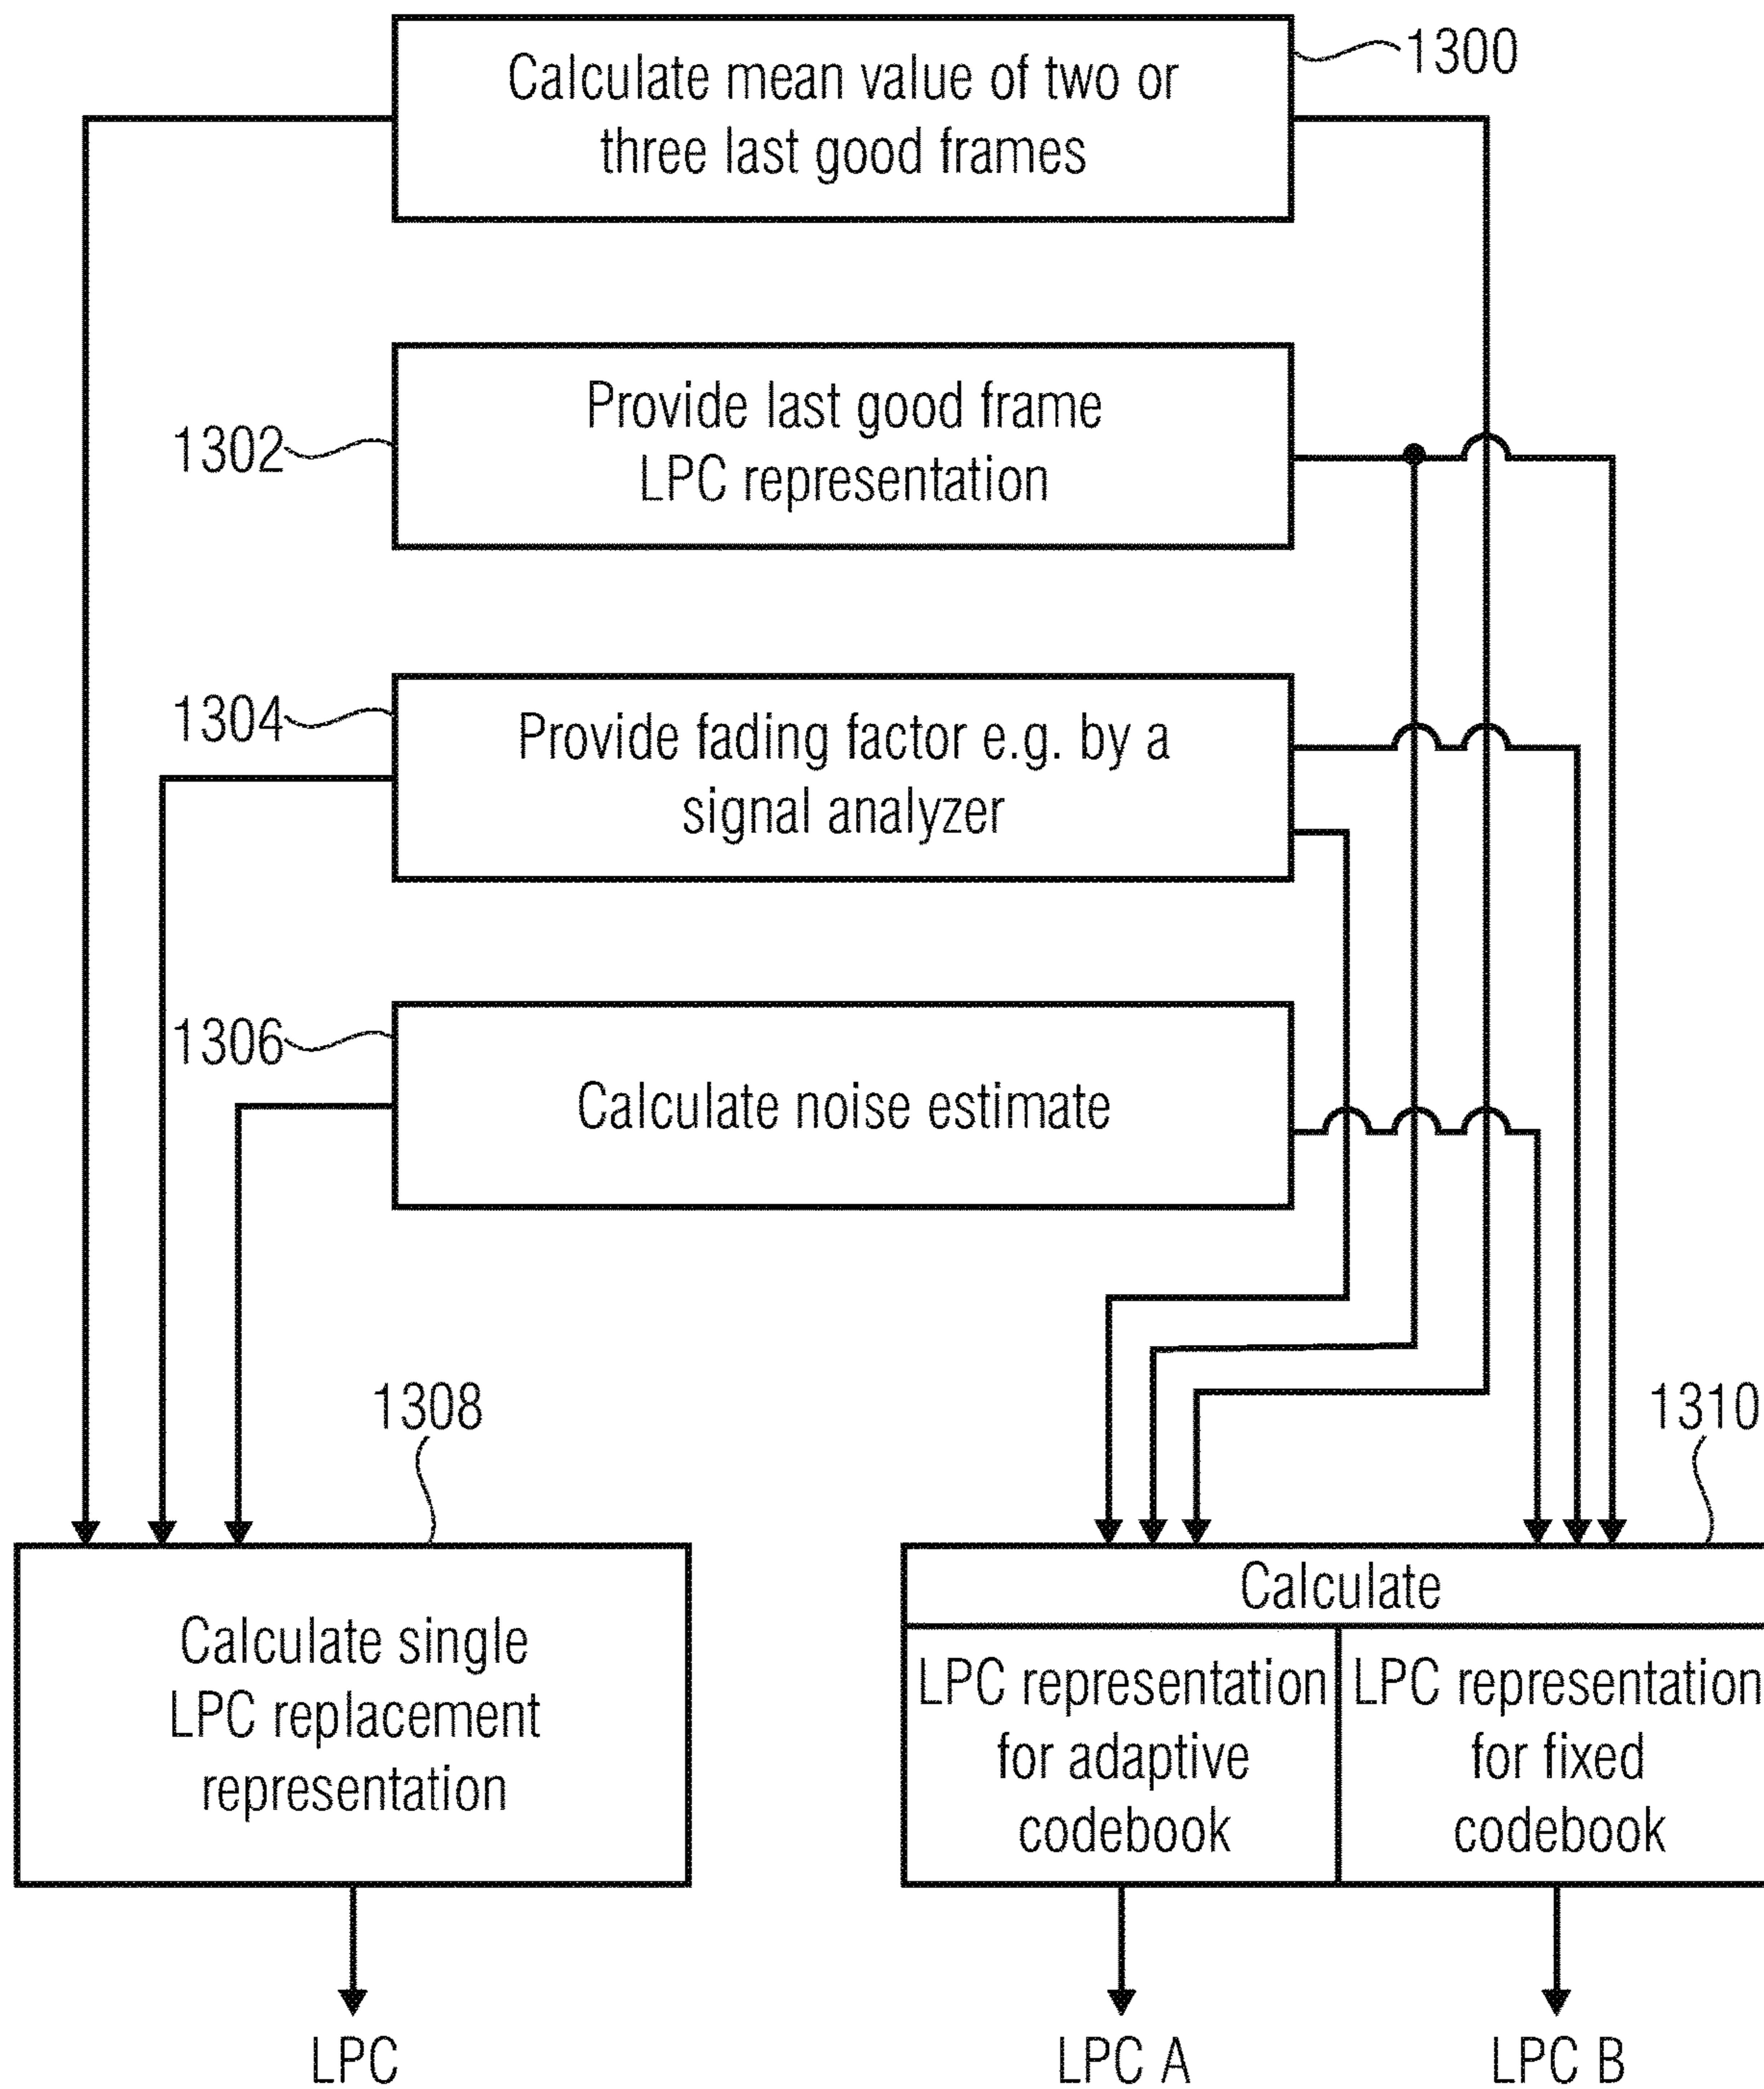 1300
Calculate mean value of two or
three last good frames
1302
Provide last good frame
LPC representation
1304
Provide fading factor e.g. by a
signal analyzer
1306
Calculate noise estimate
1308
Calculate single
LPC replacement
representation
1310
Calculate
LPC representation
for adaptive
codebook
LPC representation
for fixed
codebook
LPC
LPC A
LPC B